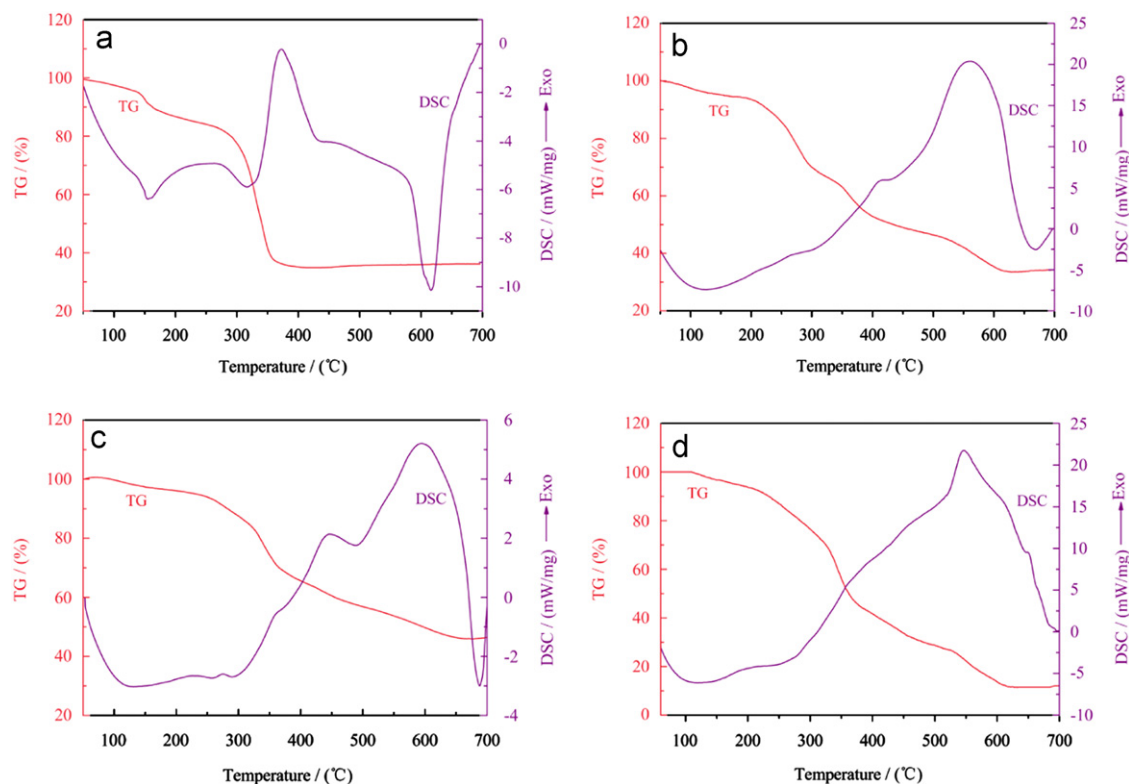 a
120
100
80
60
40
20
TG / (%)
TG
DSC
0
-2
-4
-6
-8
-10
DSC / (mW/mg) ⟶ Exo
100 200 300 400 500 600 700
Temperature / (℃)
b
120
100
80
60
40
20
TG / (%)
TG
DSC
25
20
15
10
5
0
-5
-10
DSC / (mW/mg) ⟶ Exo
100 200 300 400 500 600 700
Temperature / (℃)
c
120
100
80
60
40
20
TG / (%)
TG
DSC
6
4
2
0
-2
-4
DSC / (mW/mg) ⟶ Exo
100 200 300 400 500 600 700
Temperature / (℃)
d
120
100
80
60
40
20
0
TG / (%)
TG
DSC
25
20
15
10
5
0
-5
-10
DSC / (mW/mg) ⟶ Exo
100 200 300 400 500 600 700
Temperature / (℃)